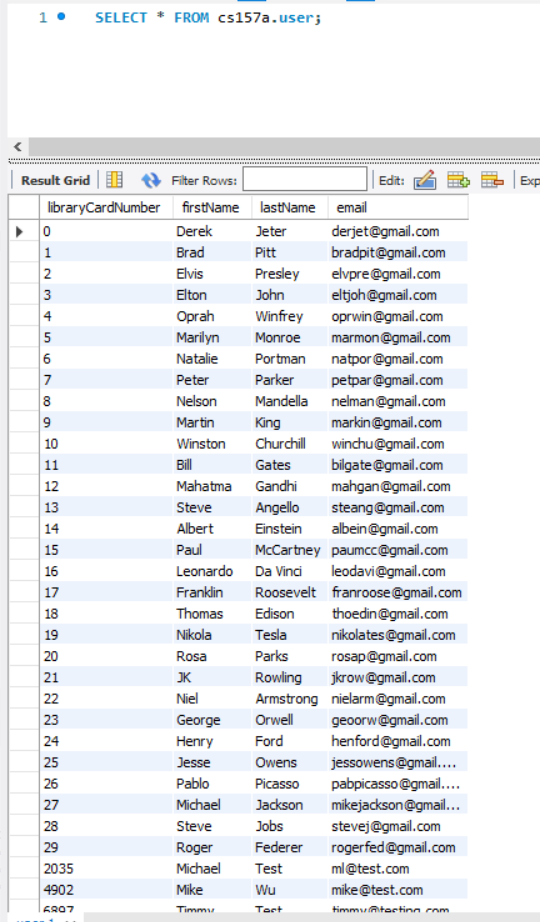 1 SELECT * FROM cs157a.user;
Result Grid Filter Rows: Edit: Exp
libraryCardNumber firstName lastName email
0 Derek Jeter derjet@gmail.com
1 Brad Pitt bradpit@gmail.com
2 Elvis Presley elvpre@gmail.com
3 Elton John eltjoh@gmail.com
4 Oprah Winfrey oprwin@gmail.com
5 Marilyn Monroe marmon@gmail.com
6 Natalie Portman natpor@gmail.com
7 Peter Parker petpar@gmail.com
8 Nelson Mandella nelman@gmail.com
9 Martin King markin@gmail.com
10 Winston Churchill winchu@gmail.com
11 Bill Gates bilgate@gmail.com
12 Mahatma Gandhi mahgan@gmail.com
13 Steve Angello steang@gmail.com
14 Albert Einstein albein@gmail.com
15 Paul McCartney paumcc@gmail.com
16 Leonardo Da Vinci leodavi@gmail.com
17 Franklin Roosevelt franroose@gmail.com
18 Thomas Edison thoedin@gmail.com
19 Nikola Tesla nikolates@gmail.com
20 Rosa Parks rosap@gmail.com
21 JK Rowling jkrow@gmail.com
22 Niel Armstrong nielarm@gmail.com
23 George Orwell geoorw@gmail.com
24 Henry Ford henford@gmail.com
25 Jesse Owens jessowens@gmail....
26 Pablo Picasso pabpicasso@gmail....
27 Michael Jackson mikejackson@gmail...
28 Steve Jobs stevej@gmail.com
29 Roger Federer rogerfed@gmail.com
2035 Michael Test ml@test.com
4902 Mike Wu mike@test.com
6897 Timmy Test timmy@testing.com